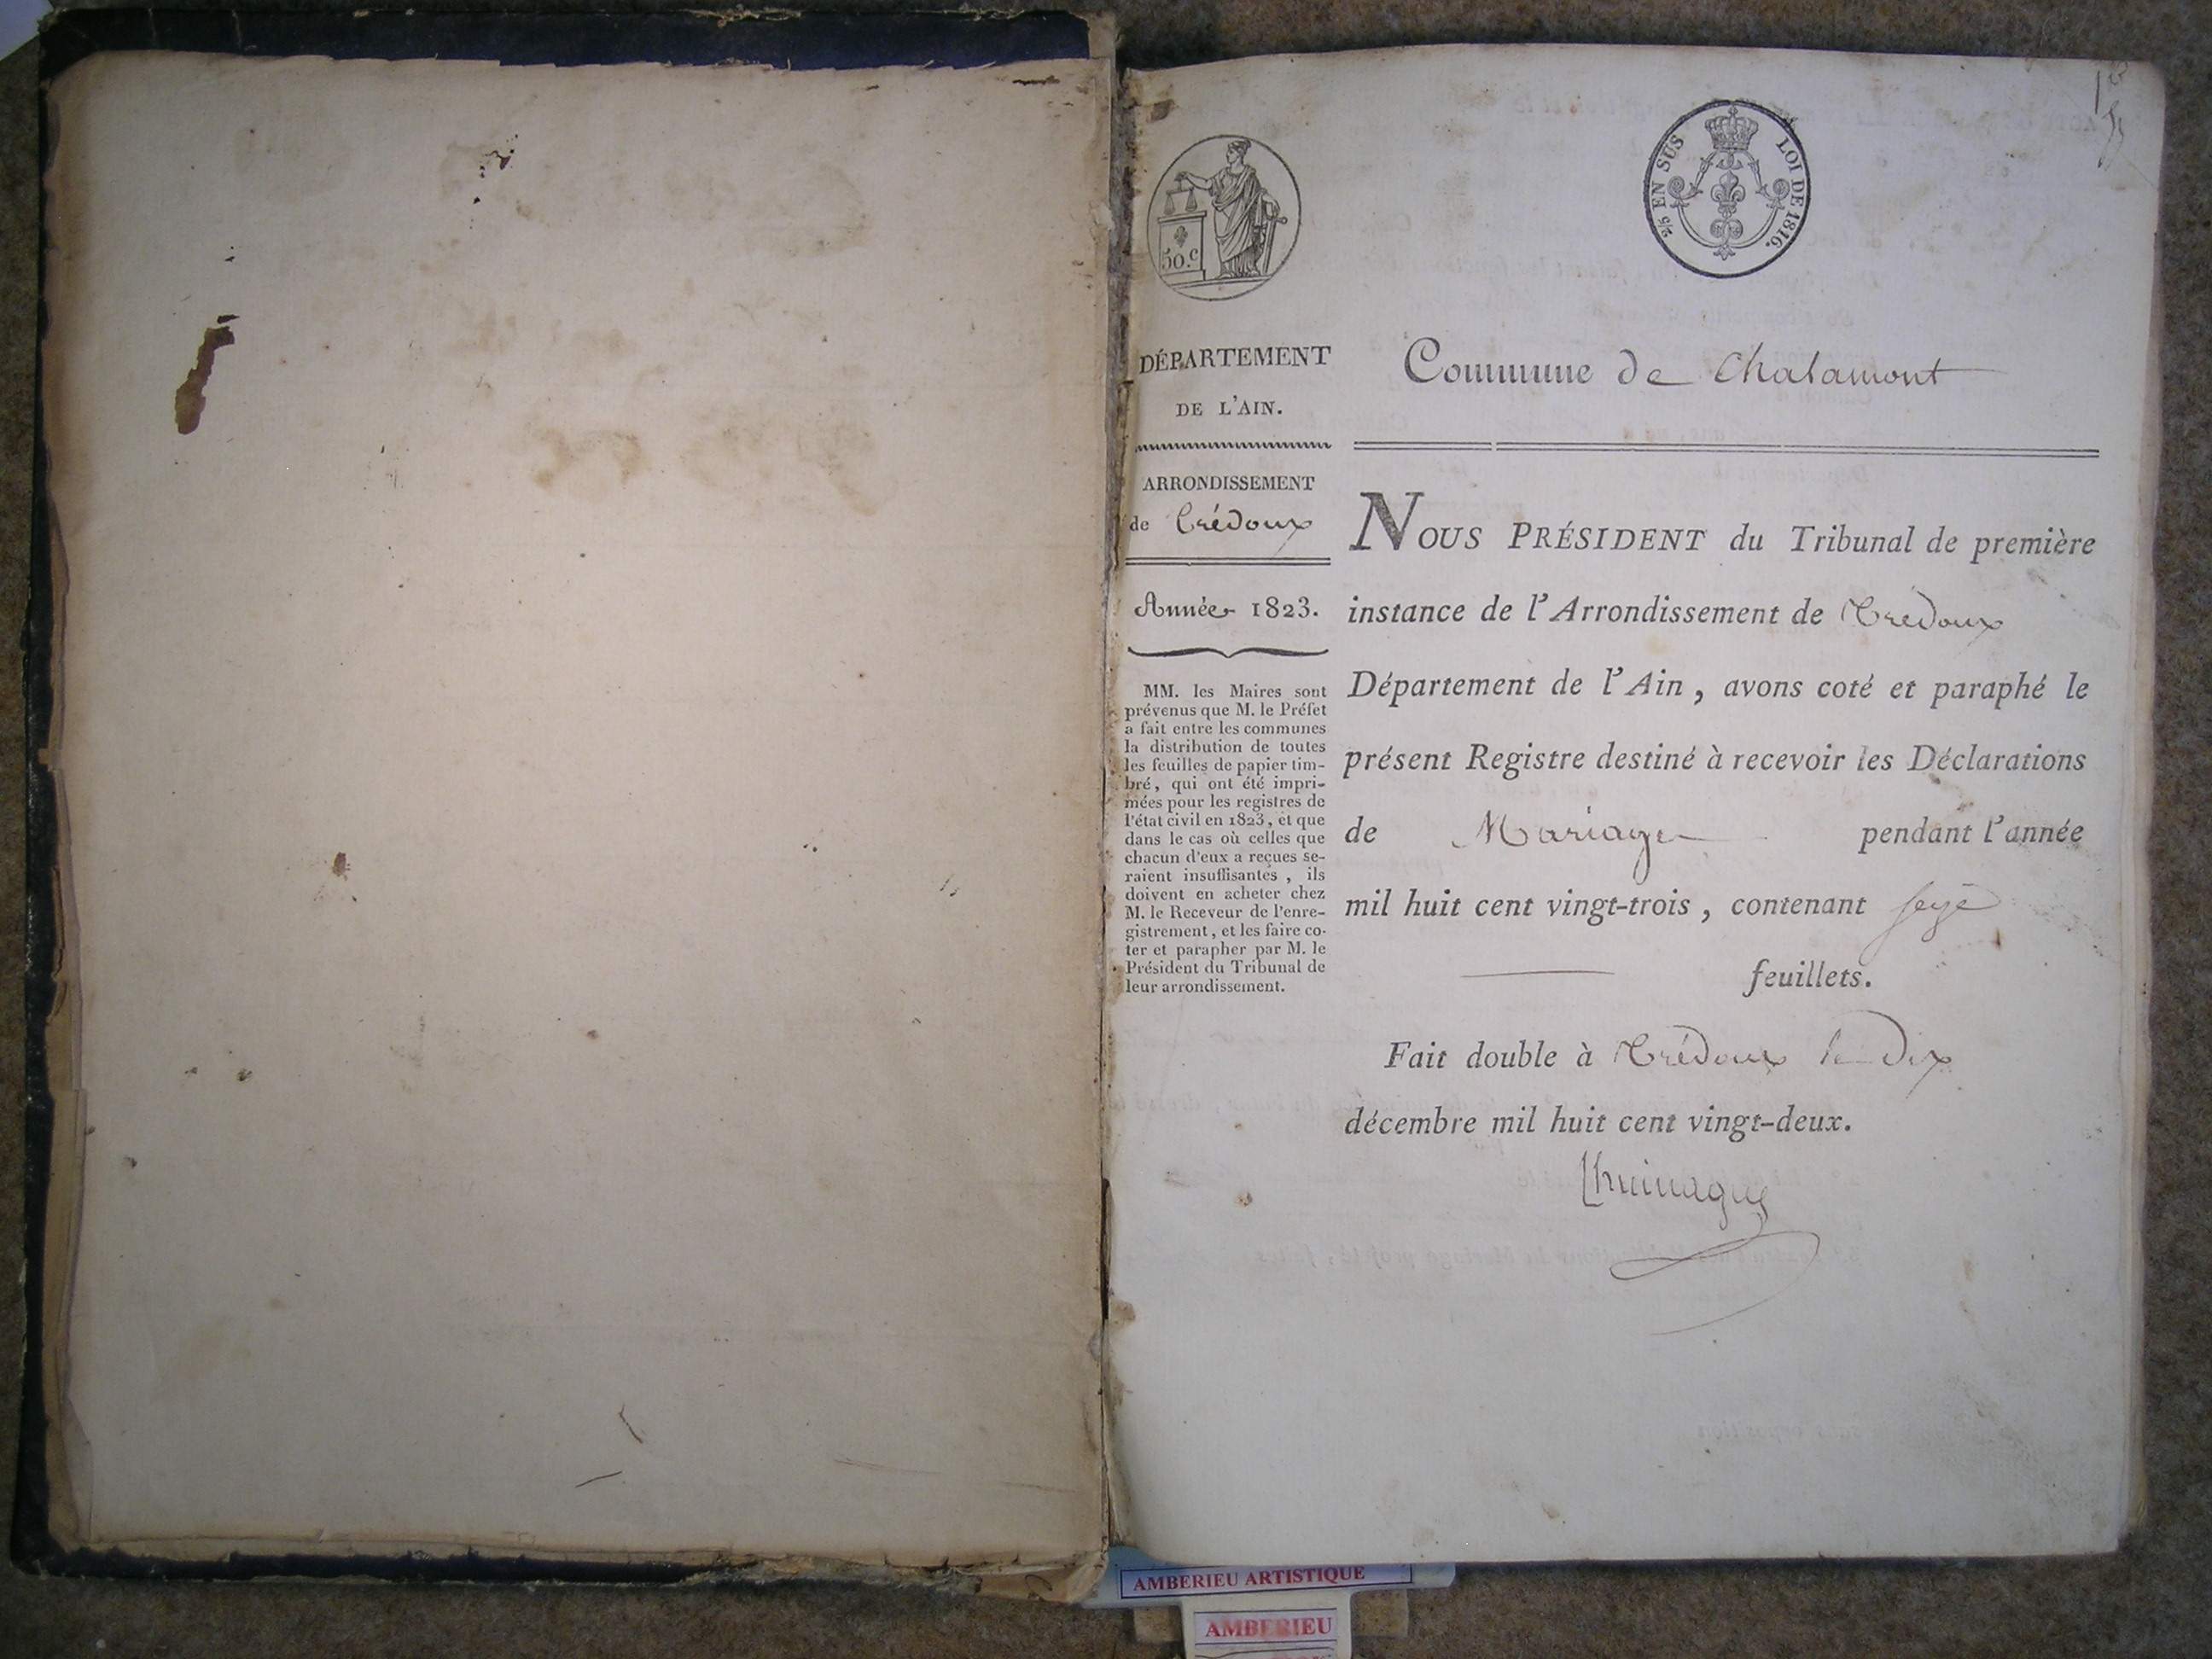 50.c
2/5 EN SUS LOI DE 1816.
DÉPARTEMENT
DE L'AIN.
ARRONDISSEMENT
de Trédoux
Année 1823.
MM. les Maires sont
prévenus que M. le Préfet
a fait entre les communes
la distribution de toutes
les feuilles de papier tim-
bré, qui ont été impri-
mées pour les registres de
l'état civil en 1823, et que
dans le cas où celles que
chacun d'eux a reçues se-
raient insuffisantes, ils
doivent en acheter chez
M. le Receveur de l'enre-
gistrement, et les faire co-
ter et parapher par M. le
Président du Tribunal de
leur arrondissement.
Commune de Chalamont
NOUS PRÉSIDENT du Tribunal de première
instance de l'Arrondissement de Trédoux
Département de l'Ain, avons coté et paraphé le
présent Registre destiné à recevoir les Déclarations
de Mariage pendant l'année
mil huit cent vingt-trois, contenant seize
feuillets.
Fait double à Trédoux le dix
décembre mil huit cent vingt-deux.
AMBERIEU ARTISTIQUE
AMBERIEU